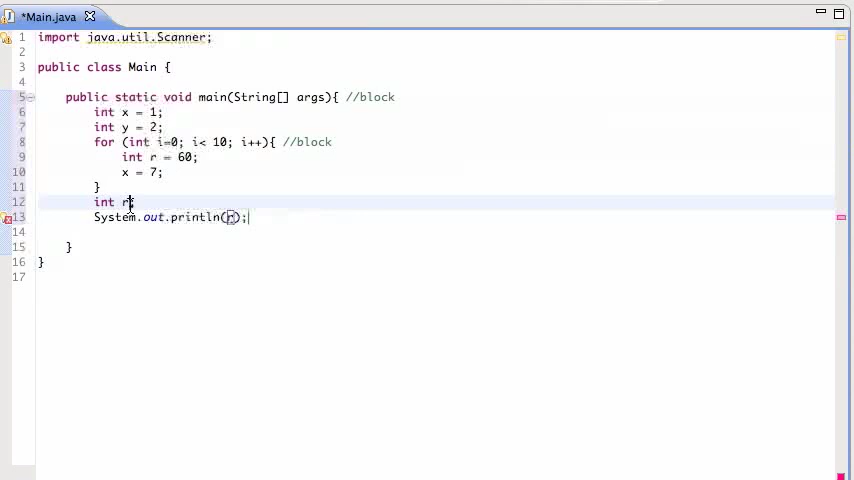 *Main.java
1 import java.util.Scanner;
2
3 public class Main {
4
5 public static void main(String[] args){ //block
6 int x = 1;
7 int y = 2;
8 for (int i=0; i< 10; i++){ //block
9 int r = 60;
10 x = 7;
11 }
12 int r;
13 System.out.println(r);
14
15 }
16 }
17